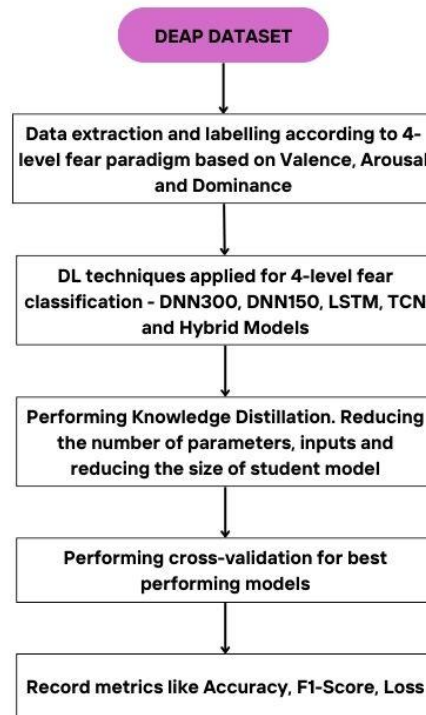 DEAP DATASET
Data extraction and labelling according to 4-
level fear paradigm based on Valence, Arousal
and Dominance
DL techniques applied for 4-level fear
classification - DNN300, DNN150, LSTM, TCN
and Hybrid Models
Performing Knowledge Distillation. Reducing
the number of parameters, inputs and
reducing the size of student model
Performing cross-validation for best
performing models
Record metrics like Accuracy, F1-Score, Loss